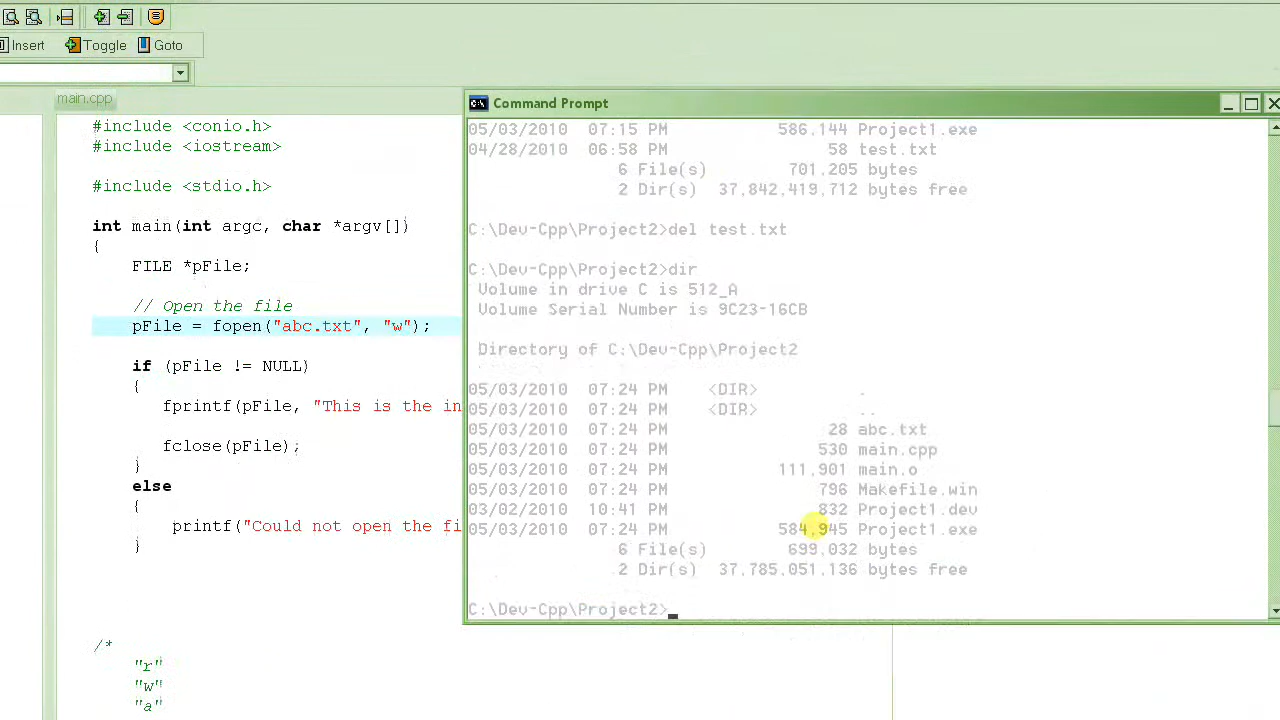 Insert Toggle Goto
main.cpp
#include <conio.h>
#include <iostream>
#include <stdio.h>
int main(int argc, char *argv[])
{
FILE *pFile;
// Open the file
pFile = fopen("abc.txt", "w");
if (pFile != NULL)
{
fprintf(pFile, "This is the in
fclose(pFile);
}
else
{
printf("Could not open the fi
}
/*
"r"
"w"
"a"
Command Prompt
05/03/2010 07:15 PM 586,144 Project1.exe
04/28/2010 06:58 PM 58 test.txt
6 File(s) 701,205 bytes
2 Dir(s) 37,842,419,712 bytes free
C:\Dev-Cpp\Project2>del test.txt
C:\Dev-Cpp\Project2>dir
Volume in drive C is 512_A
Volume Serial Number is 9C23-16CB
Directory of C:\Dev-Cpp\Project2
05/03/2010 07:24 PM <DIR> .
05/03/2010 07:24 PM <DIR> ..
05/03/2010 07:24 PM 28 abc.txt
05/03/2010 07:24 PM 530 main.cpp
05/03/2010 07:24 PM 111,901 main.o
05/03/2010 07:24 PM 796 Makefile.win
03/02/2010 10:41 PM 832 Project1.dev
05/03/2010 07:24 PM 584,945 Project1.exe
6 File(s) 699,032 bytes
2 Dir(s) 37,785,051,136 bytes free
C:\Dev-Cpp\Project2>